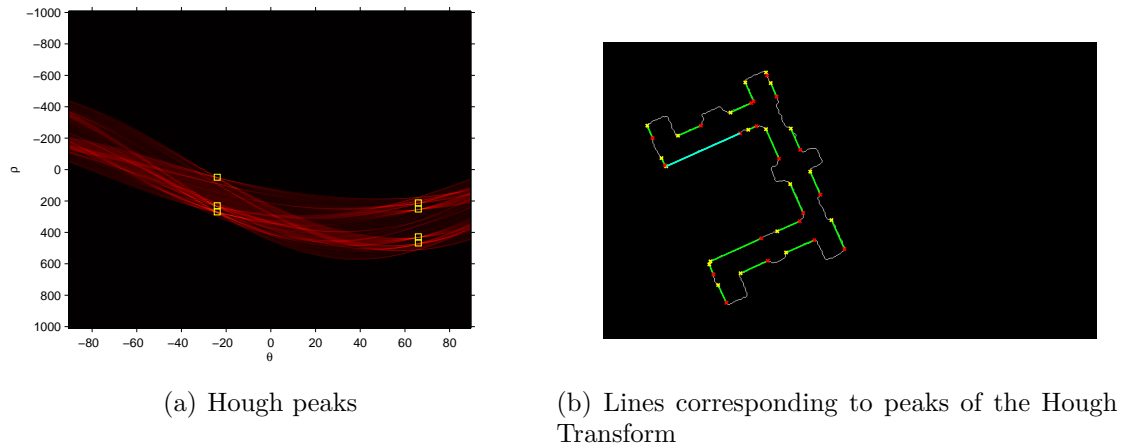 −1000
−800
−600
−400
−200
0
200
400
600
800
1000
ρ
−80 −60 −40 −20 0 20 40 60 80
θ
(a) Hough peaks
(b) Lines corresponding to peaks of the Hough
Transform